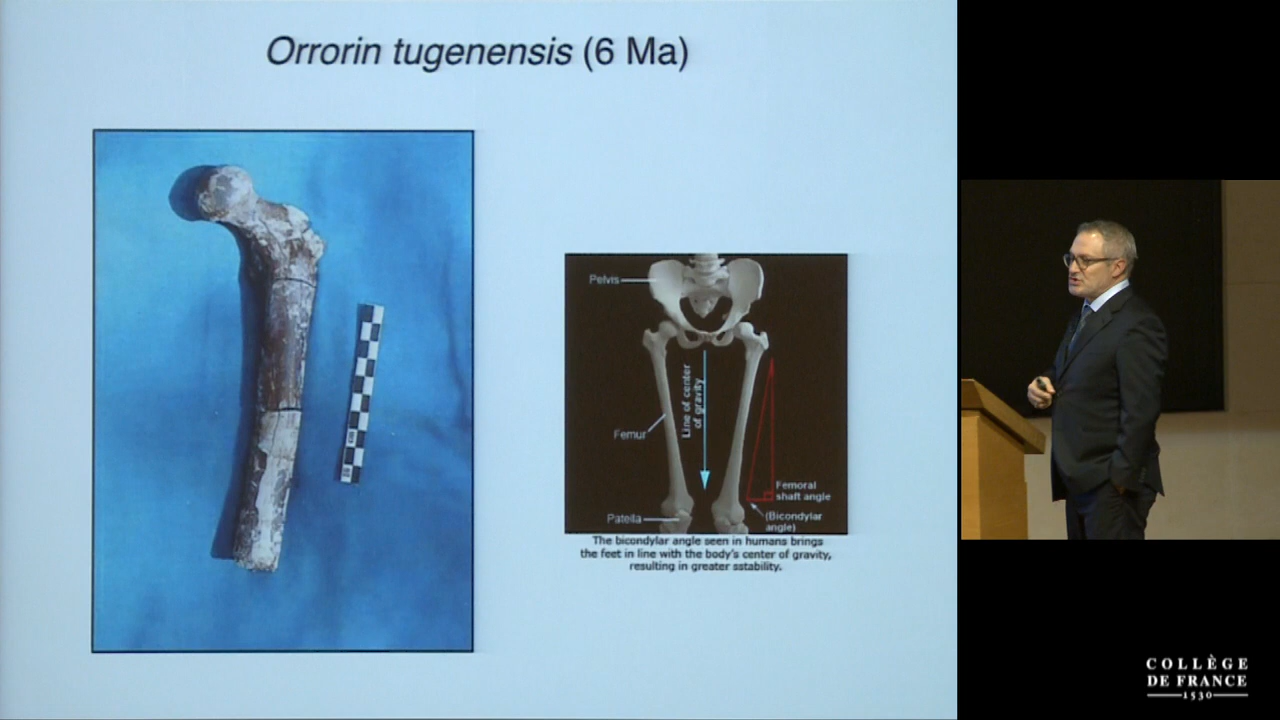 Orrorin tugenensis (6 Ma)
Pelvis
Line of center
of gravity
Femur
Femoral
shaft angle
Patella
(Bicondylar
angle)
The bicondylar angle seen in humans brings
the feet in line with the body's center of gravity,
resulting in greater sstability.
COLLÈGE
DE FRANCE
1530